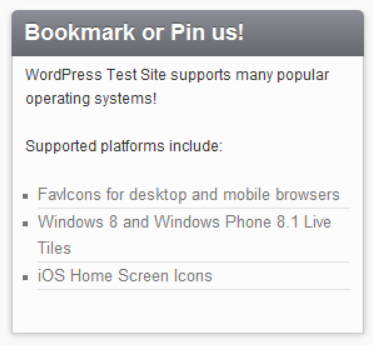 Bookmark or Pin us!
WordPress Test Site supports many popular
operating systems!
Supported platforms include:
FavIcons for desktop and mobile browsers
Windows 8 and Windows Phone 8.1 Live
Tiles
iOS Home Screen Icons